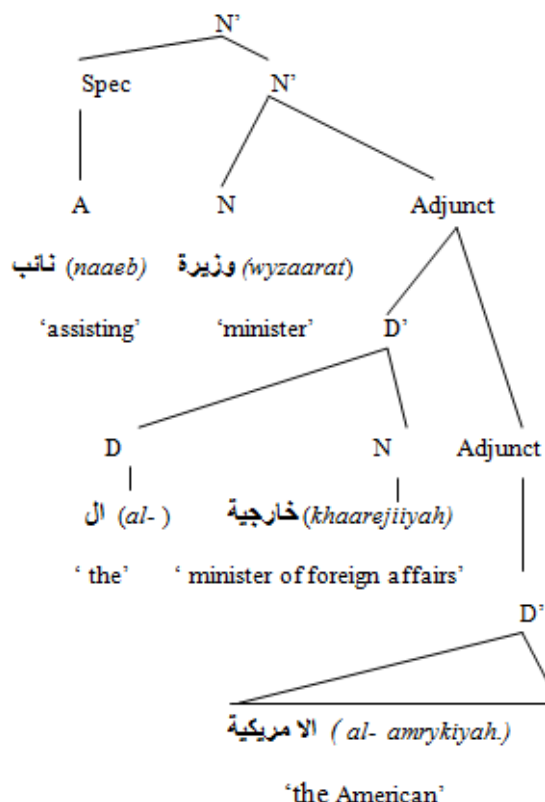 N’
Spec N’
A N Adjunct
نائب (naaeb) وزيرة (wyzaarat)
‘assisting’ ‘minister’ D’
D N Adjunct
ال (al- ) خارجية (khaarejiiyah)
‘ the’ ‘ minister of foreign affairs’
D’
الا مريكية ( al- amrykiyah.)
‘the American’